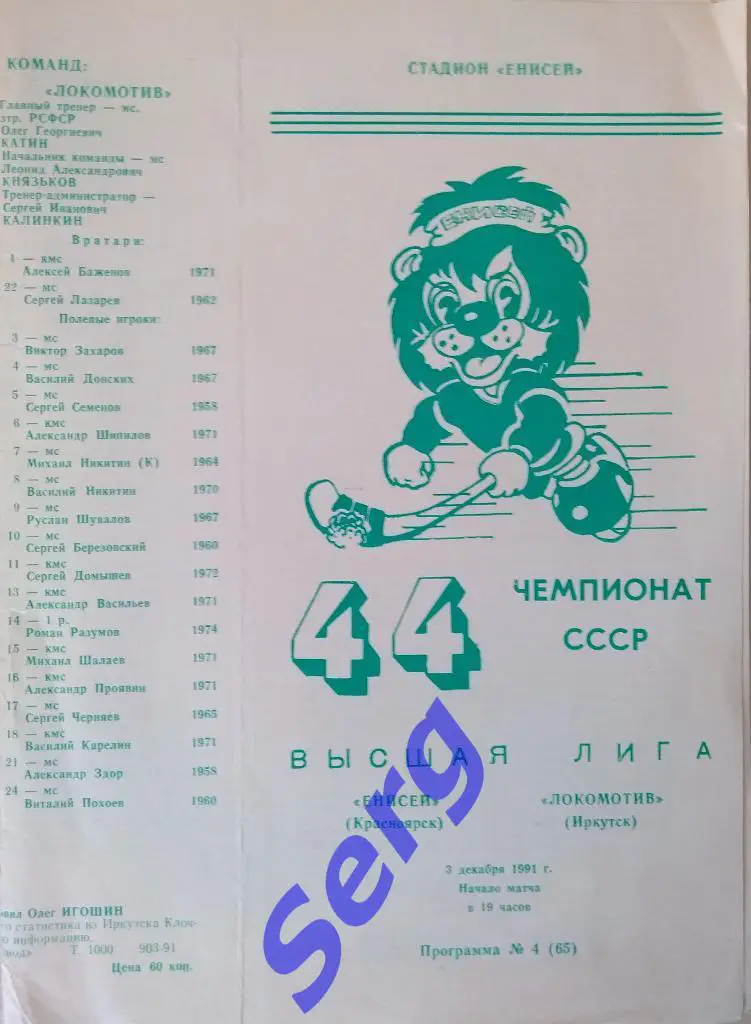 КОМАНД:
«ЛОКОМОТИВ»
Главный тренер — мс,
зтр. РСФСР
Олег Георгиевич
КАТИН
Начальник команды — мс
Леонид Александрович
КНЯЗЬКОВ
Тренер-администратор —
Сергей Иванович
КАЛИНКИН
Вратари:
1 — кмс
Алексей Баженов 1971
22 — мс
Сергей Лазарев 1962
Полевые игроки:
3 — мс
Виктор Захаров 1967
4 — мс
Василий Донских 1967
5 — мс
Сергей Семенов 1958
6 — кмс
Александр Шипилов 1971
7 — мс
Михаил Никитин (К) 1964
8 — мс
Василий Никитин 1970
9 — мс
Руслан Шувалов 1967
10 — мс
Сергей Березовский 1960
11 — кмс
Сергей Домышев 1972
13 — кмс
Александр Васильев 1971
14 — 1 р.
Роман Разумов 1974
15 — кмс
Михаил Шалаев 1971
16 — кмс
Александр Проявин 1971
17 — мс
Сергей Черняев 1965
18 — кмс
Василий Карелин 1971
21 — мс
Александр Здор 1958
24 — мс
Виталий Похоев 1960
Олег ИГОШИН
статистика из Иркутска Клоч-
информацию.
Т. 1000 903-91
Цена 60 коп.
СТАДИОН «ЕНИСЕЙ»
ЕНИСЕЙ
44 ЧЕМПИОНАТ
СССР
ВЫСШАЯ ЛИГА
«ЕНИСЕЙ» «ЛОКОМОТИВ»
(Красноярск) (Иркутск)
3 декабря 1991 г.
Начало матча
в 19 часов
Программа № 4 (65)
Serg